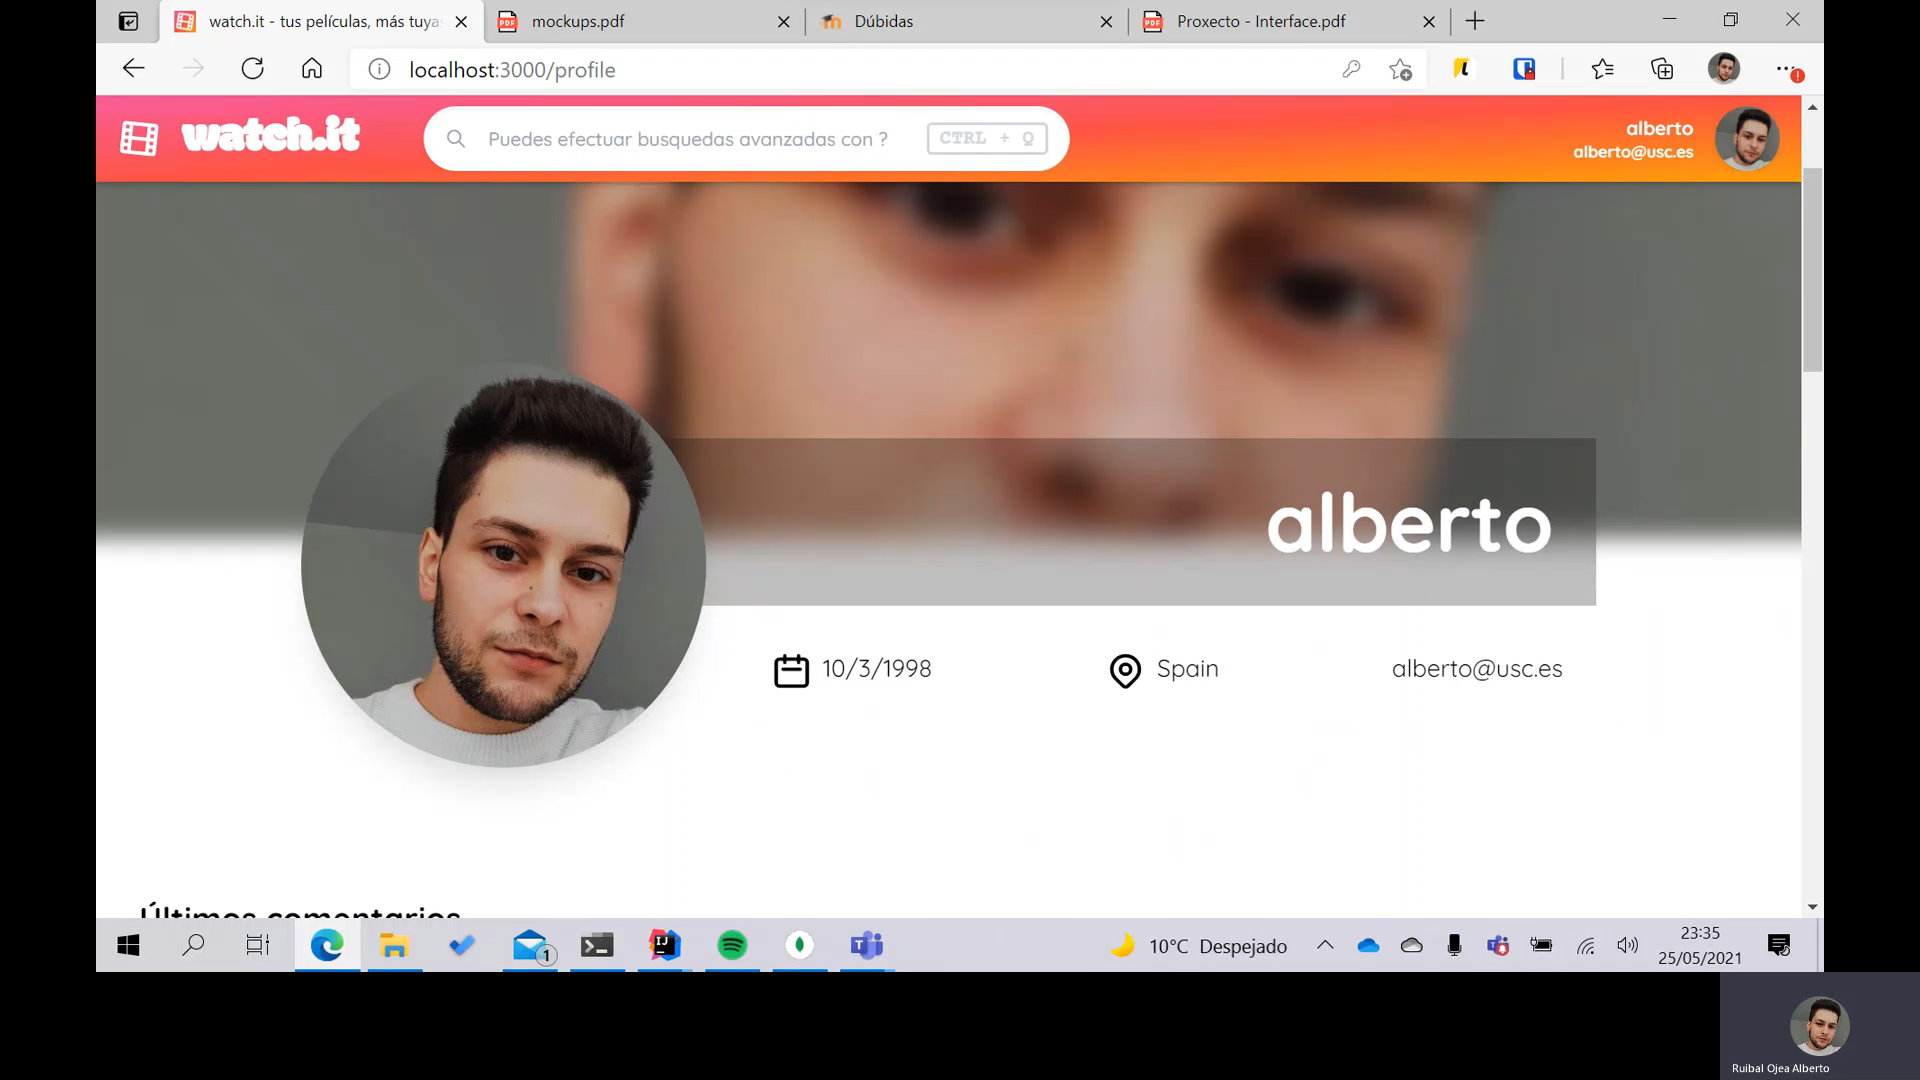 watch.it - tus películas, más tuya
mockups.pdf
Dúbidas
Proxecto - Interface.pdf
localhost:3000/profile
watch.it
Puedes efectuar busquedas avanzadas con ?
CTRL + Q
alberto
alberto@usc.es
alberto
10/3/1998
Spain
alberto@usc.es
Últimos comentarios
1
10°C Despejado
23:35
25/05/2021
Ruibal Ojea Alberto